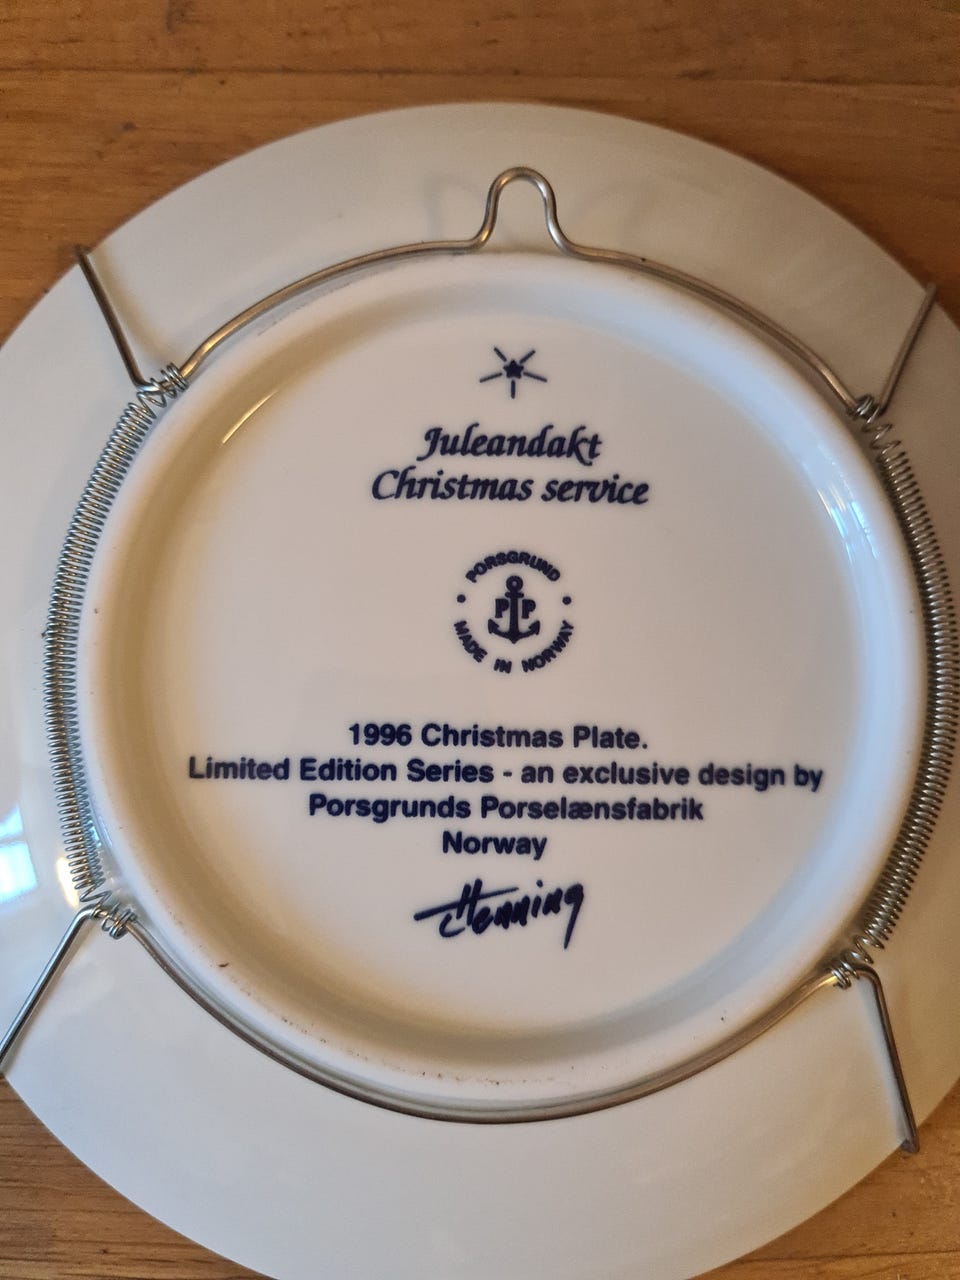 Juleandakt
Christmas service
PORSGRUND
PP
MADE IN NORWAY
1996 Christmas Plate.
Limited Edition Series - an exclusive design by
Porsgrunds Porselænsfabrik
Norway
Henning